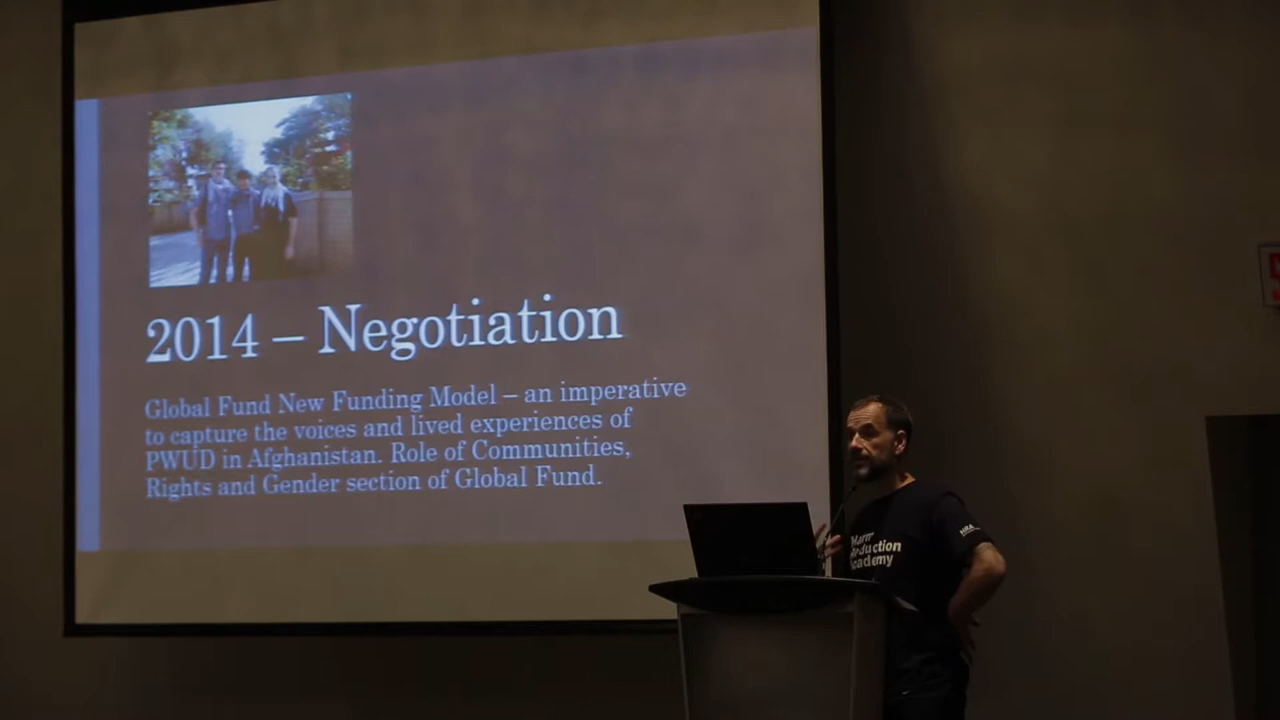 2014 – Negotiation
Global Fund New Funding Model – an imperative
to capture the voices and lived experiences of
PWUD in Afghanistan. Role of Communities,
Rights and Gender section of Global Fund.
Harm
Reduction
Academy
HRA